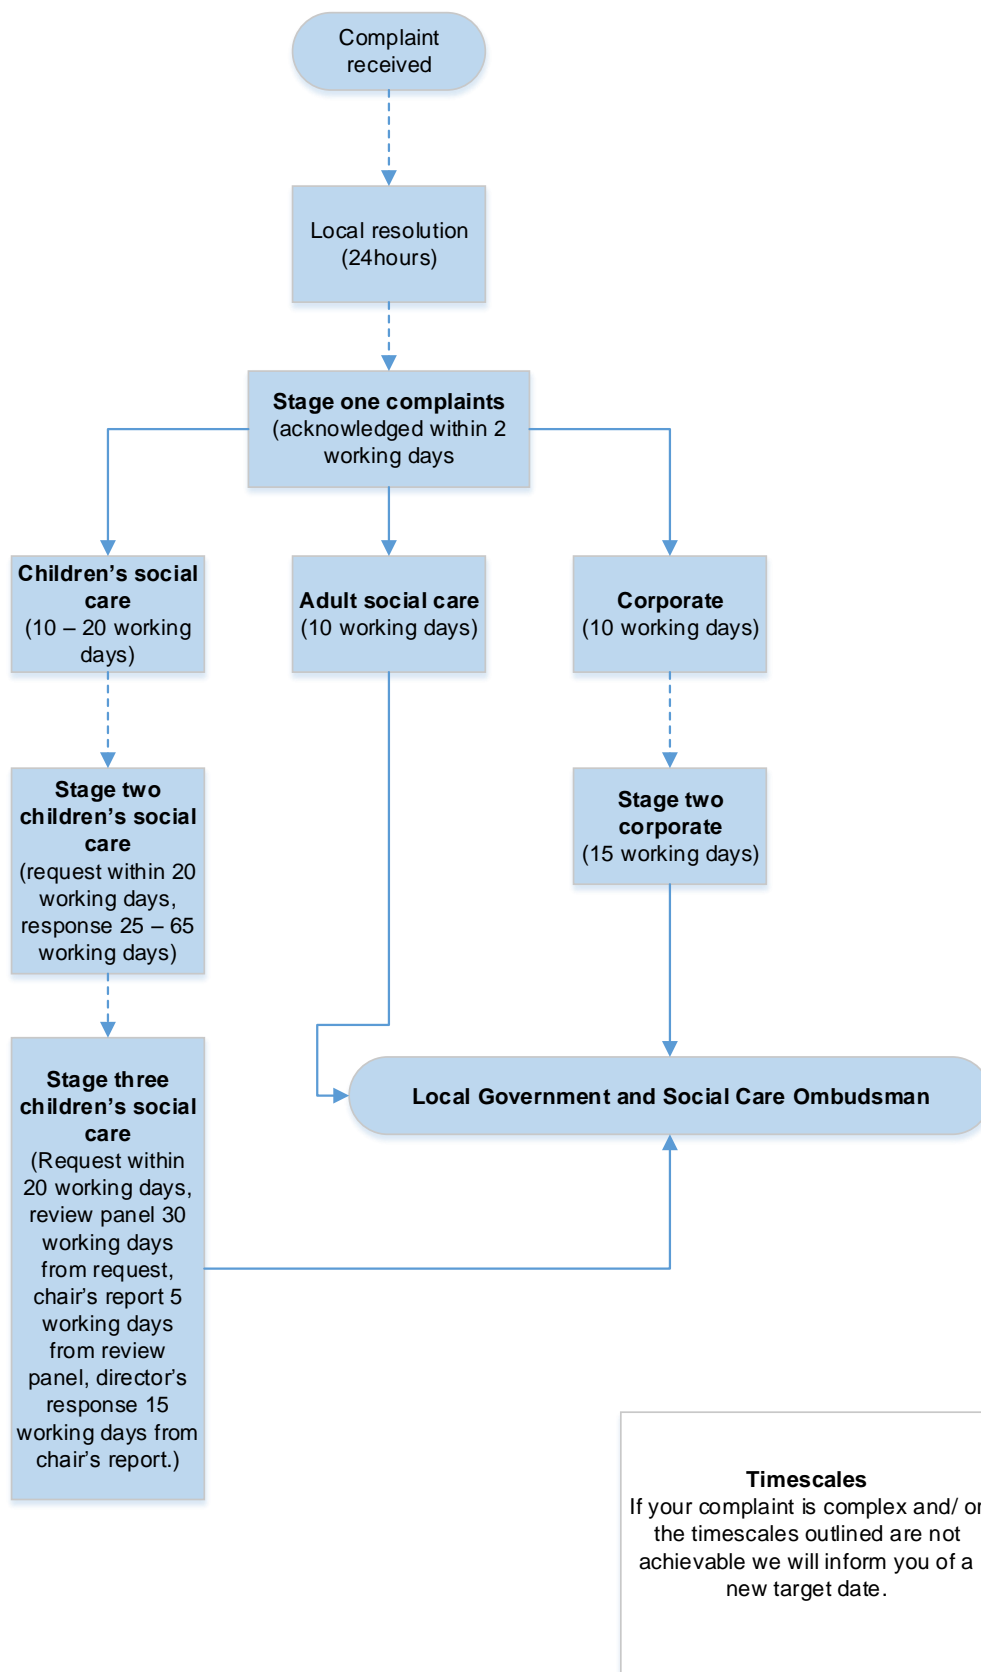 Complaint
received
Local resolution
(24hours)
Stage one complaints
(acknowledged within 2
working days
Children’s social
care
(10 – 20 working
days)
Adult social care
(10 working days)
Corporate
(10 working days)
Stage two
children’s social
care
(request within 20
working days,
response 25 – 65
working days)
Stage two
corporate
(15 working days)
Stage three
children’s social
care
(Request within
20 working days,
review panel 30
working days
from request,
chair’s report 5
working days
from review
panel, director’s
response 15
working days from
chair’s report.)
Local Government and Social Care Ombudsman
Timescales
If your complaint is complex and/ or
the timescales outlined are not
achievable we will inform you of a
new target date.